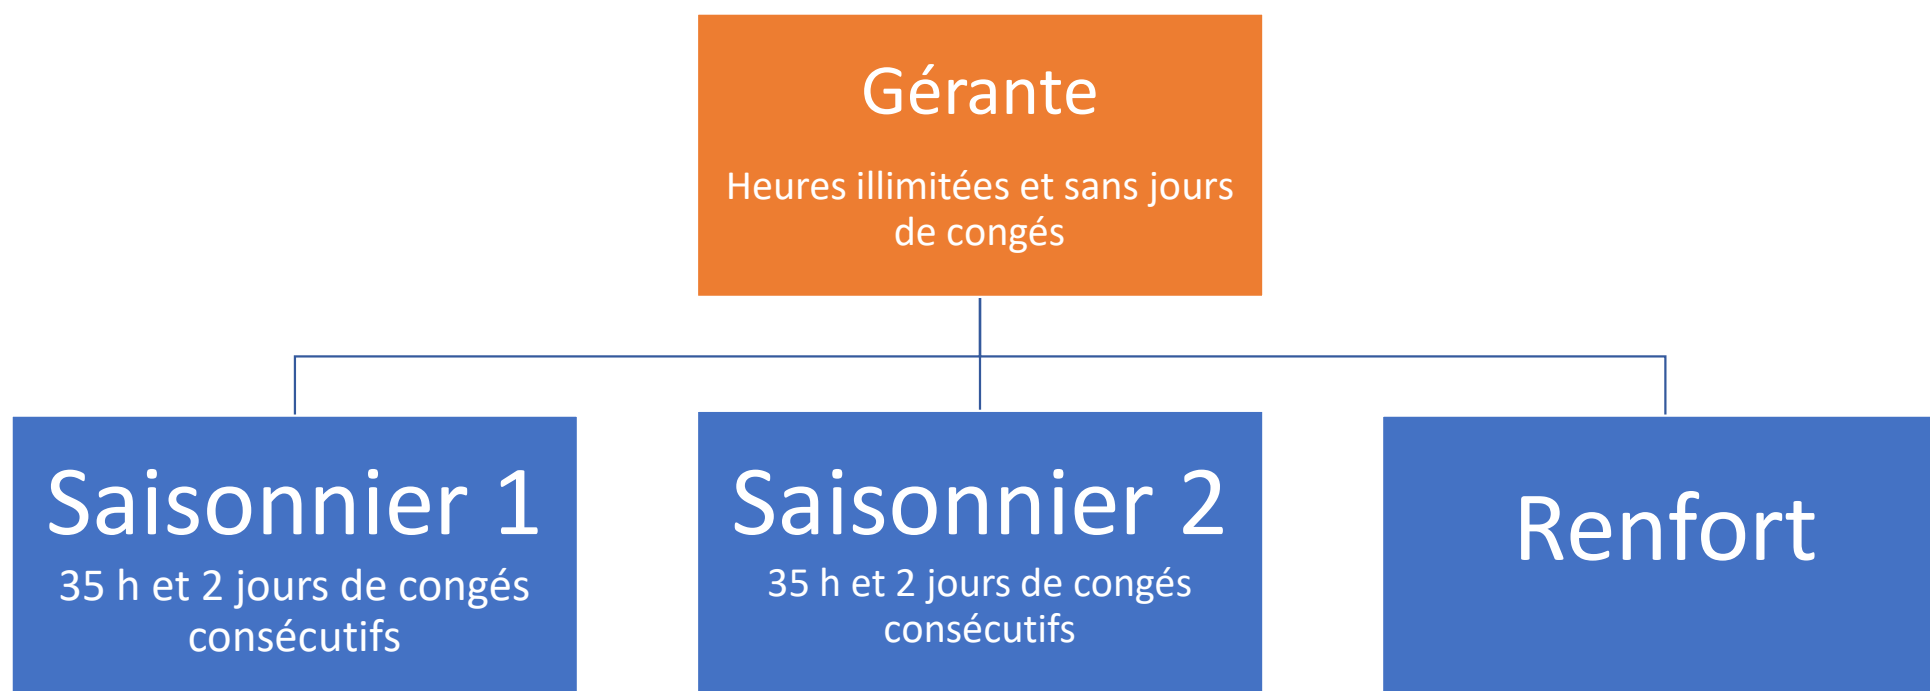 Gérante
Heures illimitées et sans jours
de congés
Saisonnier 1
35 h et 2 jours de congés
consécutifs
Saisonnier 2
35 h et 2 jours de congés
consécutifs
Renfort